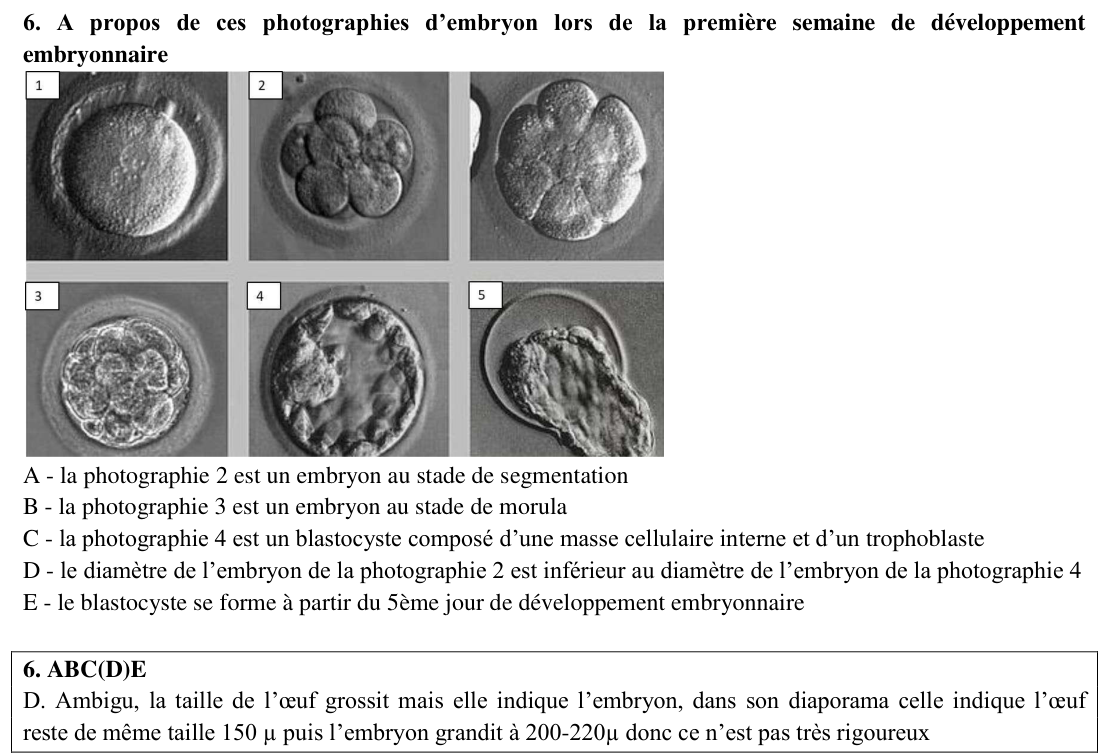 6. A propos de ces photographies d'embryon lors de la première semaine de développement
embryonnaire
1
2
3
4
5
A - la photographie 2 est un embryon au stade de segmentation
B - la photographie 3 est un embryon au stade de morula
C - la photographie 4 est un blastocyste composé d'une masse cellulaire interne et d'un trophoblaste
D - le diamètre de l'embryon de la photographie 2 est inférieur au diamètre de l'embryon de la photographie 4
E - le blastocyste se forme à partir du 5ème jour de développement embryonnaire
6. ABC(D)E
D. Ambigu, la taille de l'œuf grossit mais elle indique l'embryon, dans son diaporama celle indique l'œuf
reste de même taille 150 µ puis l'embryon grandit à 200-220µ donc ce n'est pas très rigoureux